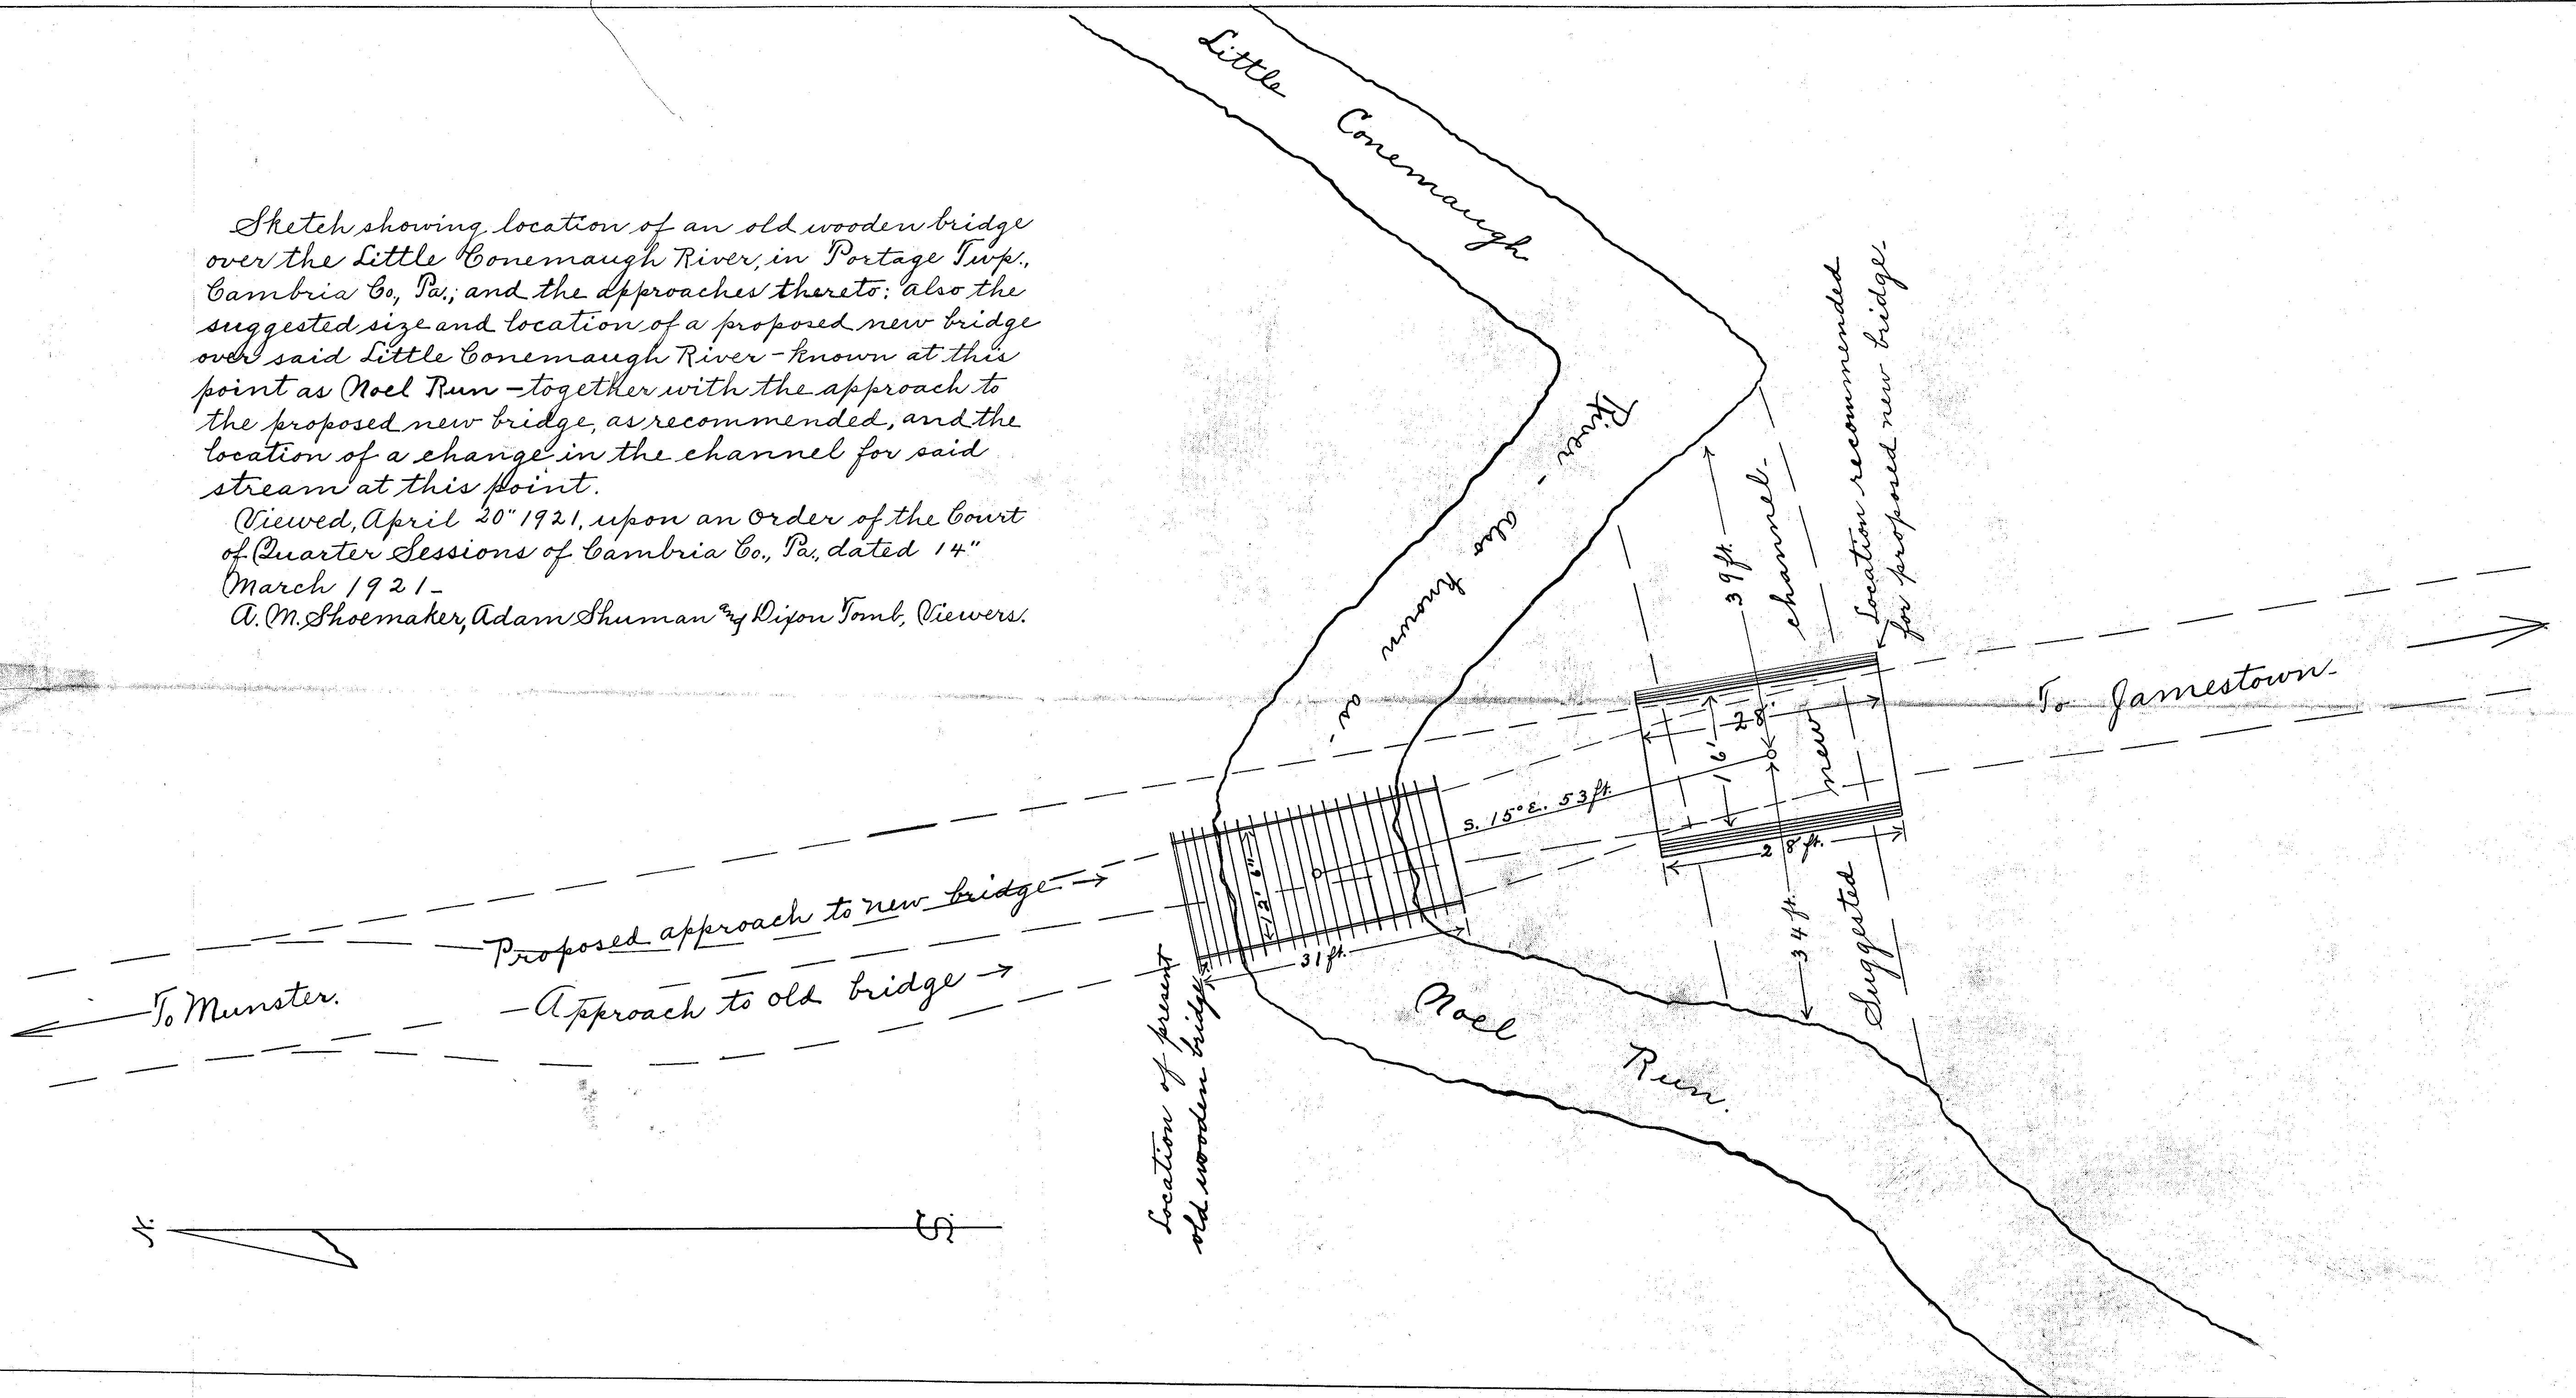 Sketch showing location of an old wooden bridge
over the Little Conemaugh River, in Portage Twp.,
Cambria Co., Pa.; and the approaches thereto: also the
suggested size and location of a proposed new bridge
over said Little Conemaugh River – known at this
point as Noel Run – together with the approach to
the proposed new bridge, as recommended, and the
location of a change in the channel for said
stream at this point.
Viewed, April 20" 1921, upon an Order of the Court
of Quarter Sessions of Cambria Co., Pa., dated 14"
March 1921 –
A. M. Shoemaker, Adam Shuman and Dixon Tomb, Viewers.
Little Conemaugh
River - also known as -
Noel Run.
Location recommended
for proposed new bridge.
39 ft.
Suggested new channel.
28'
16'
28 ft.
34 ft.
To Jamestown –
S. 15° E. 53 ft.
12' 6"
31 ft.
Location of present
old wooden bridge.
Proposed approach to new bridge →
Approach to old bridge →
To Munster.
N.
S.